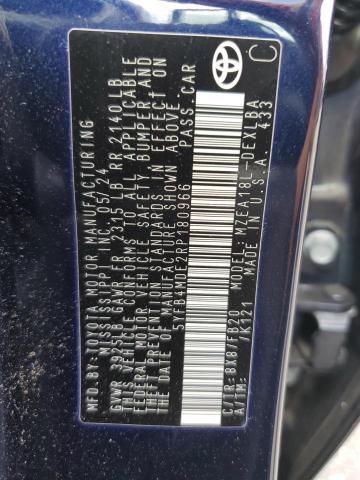 MFD.BY: TOYOTA MOTOR MANUFACTURING
MISSISSIPPI, INC. 05/24
GVWR 3925LB GAWR FR 2315 LB RR 2140 LB
THIS VEHICLE CONFORMS TO ALL APPLICABLE
FEDERAL MOTOR VEHICLE SAFETY, BUMPER, AND
THEFT PREVENTION STANDARDS IN EFFECT ON
THE DATE OF MANUFACTURE SHOWN ABOVE.
5YFB4MDE2RP180966 PASS.CAR
C/TR: 8X8/FB20 MZEA18L-DEXLBA
A/TM: /K121 MADE IN U.S.A. 433
TOYOTA
C